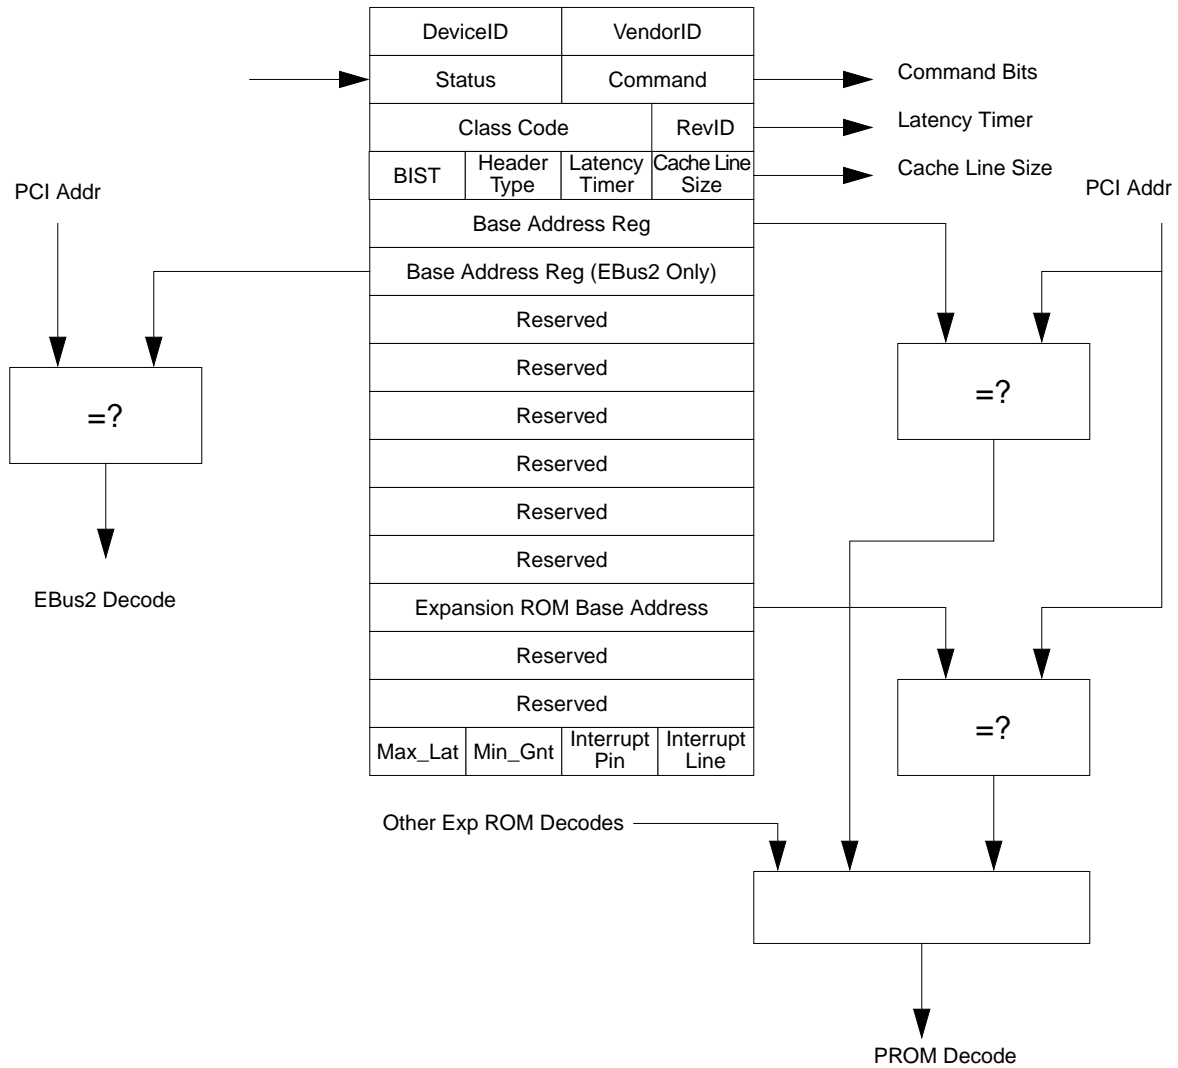 DeviceID VendorID
Status Command
Command Bits
Class Code RevID
Latency Timer
BIST Header Type Latency Timer Cache Line Size
Cache Line Size
PCI Addr
PCI Addr
Base Address Reg
Base Address Reg (EBus2 Only)
Reserved
Reserved
=?
Reserved
=?
Reserved
Reserved
Reserved
EBus2 Decode
Expansion ROM Base Address
Reserved
Reserved
=?
Max_Lat Min_Gnt Interrupt Pin Interrupt Line
Other Exp ROM Decodes
PROM Decode